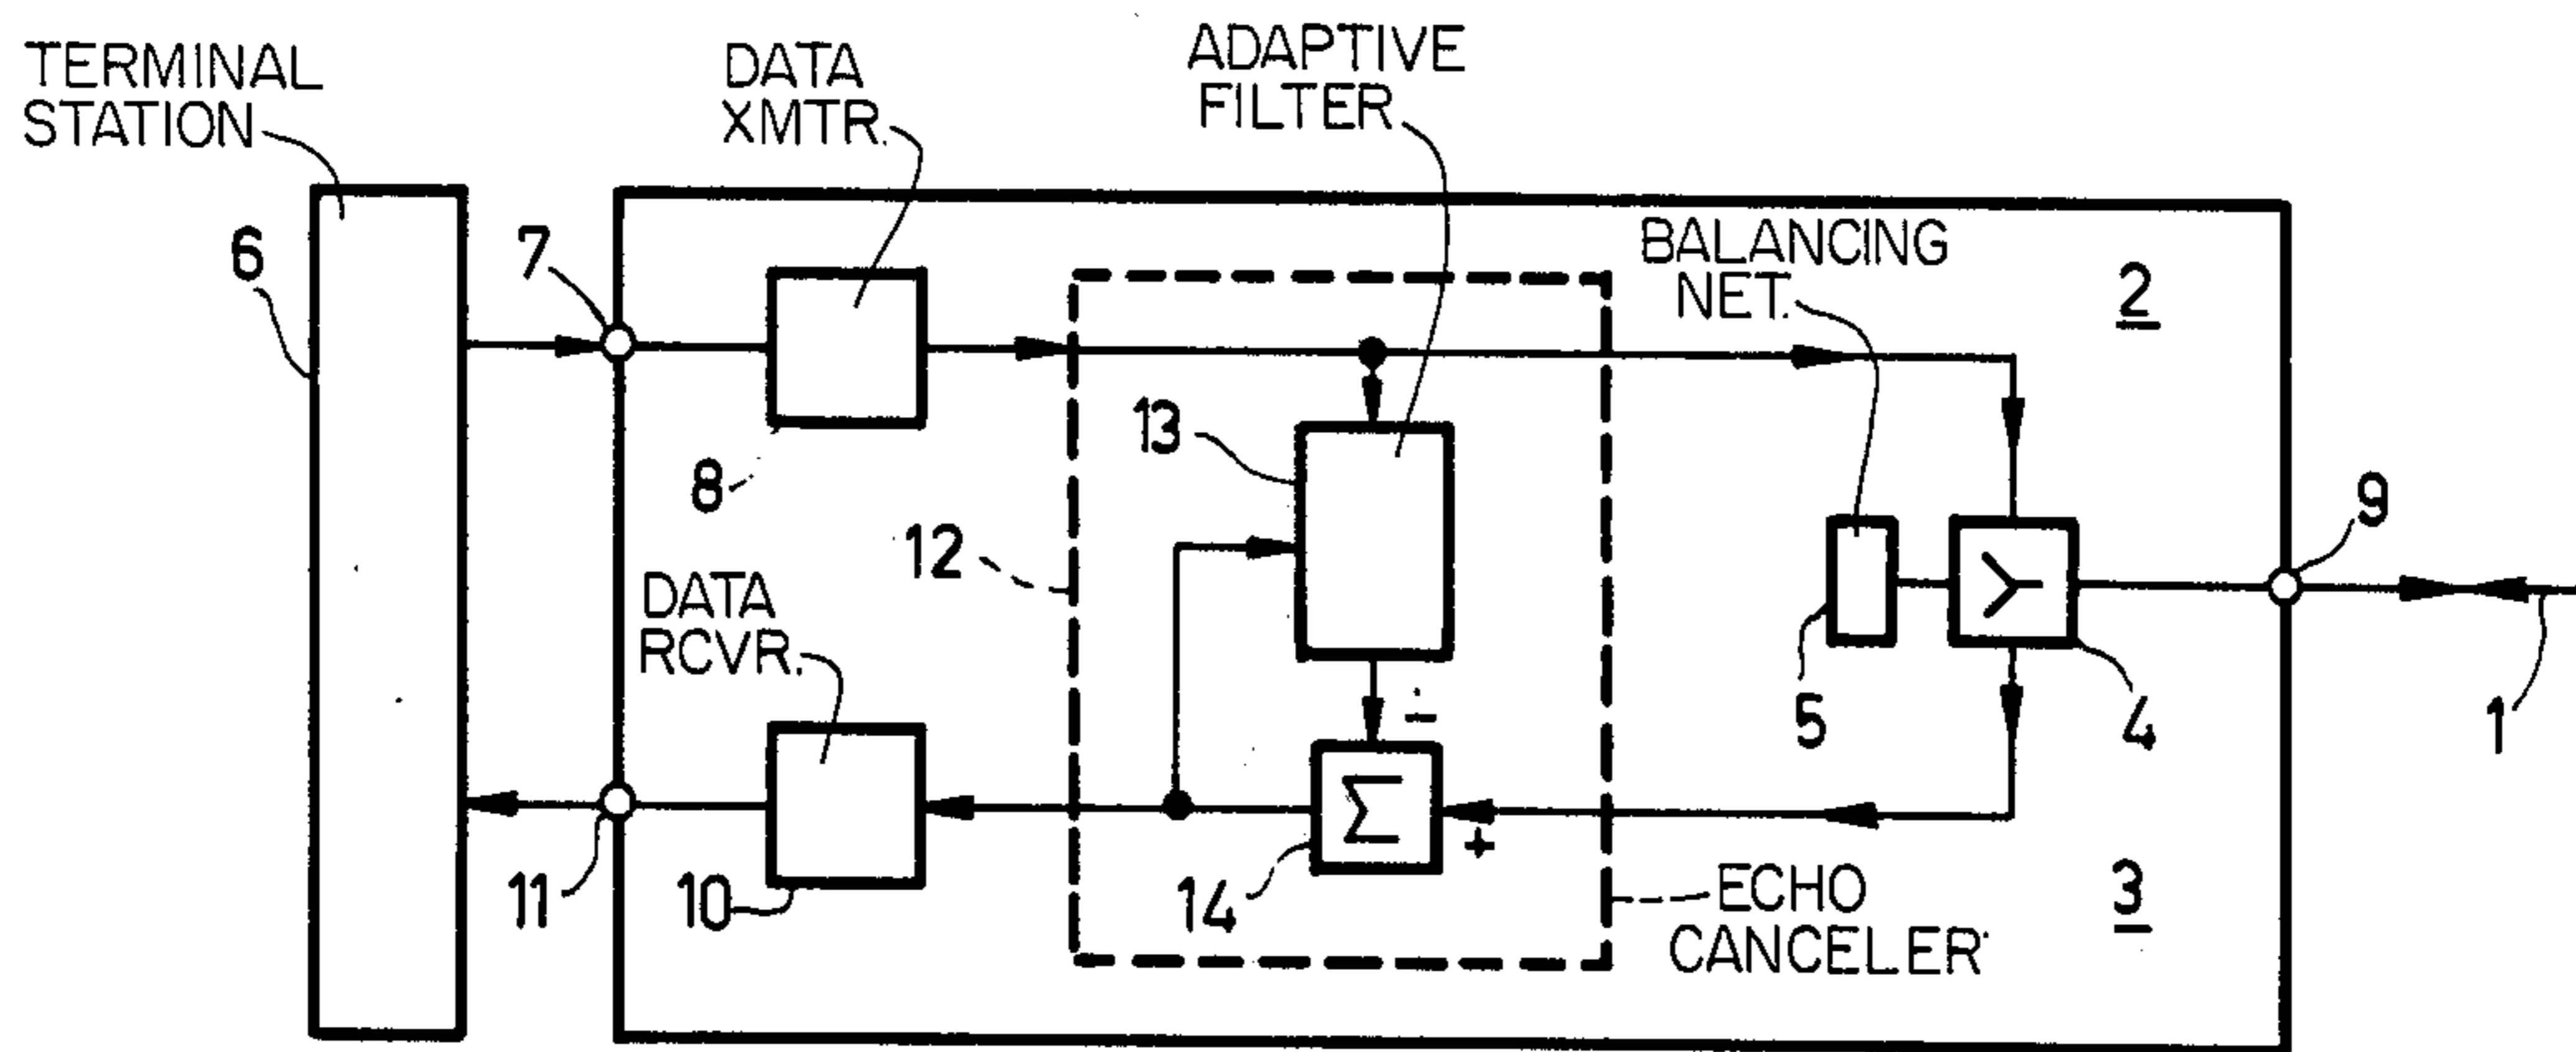 TERMINAL
STATION
DATA
XMTR.
ADAPTIVE
FILTER
BALANCING
NET.
2
6
7
13
8
9
12
DATA
RCVR.
5
4
1
-
Σ
+
11
10
14
ECHO
CANCELER
3